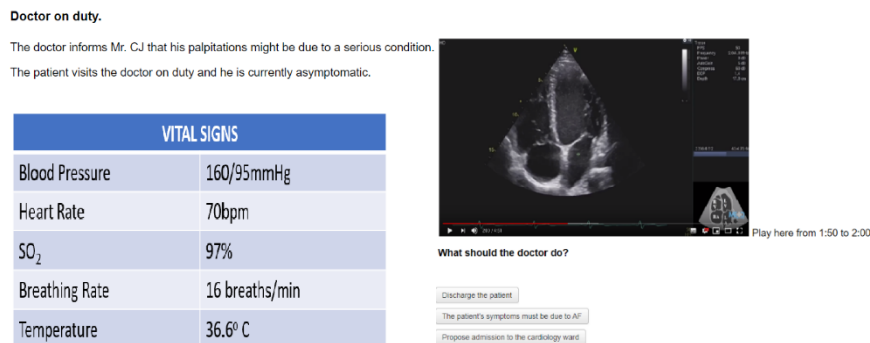 Doctor on duty.
The doctor informs Mr. CJ that his palpitations might be due to a serious condition.
The patient visits the doctor on duty and he is currently asymptomatic.
VITAL SIGNS
Blood Pressure 160/95mmHg
Heart Rate 70bpm
SO₂ 97%
Breathing Rate 16 breaths/min
Temperature 36.6⁰ C
V
Play here from 1:50 to 2:00
What should the doctor do?
Discharge the patient
The patient's symptoms must be due to AF
Propose admission to the cardiology ward